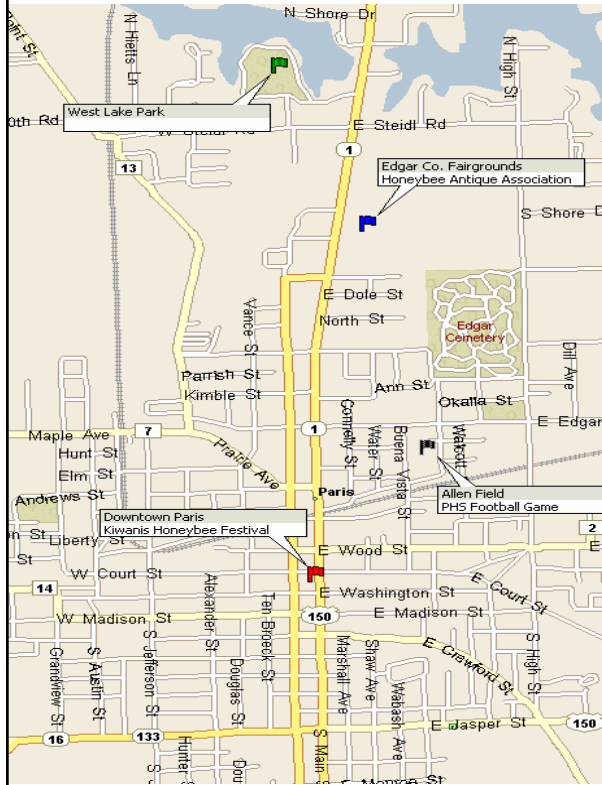 N Shore Dr
Point St
N Hietts Ln
N High St
West Lake Park
W Steidl Rd
E Steidl Rd
1
13
Edgar Co. Fairgrounds
Honeybee Antique Association
S Shore D
E Dole St
North St
Vance St
Edgar
Cemetery
Dill Ave
Parrish St
Kimble St
Ann St
Okalla St
Connelly St
Water St
Buena Vista St
Walcott
E Edgar
Maple Ave
7
1
Hunt St
Prairie Ave
Elm St
Andrews St
Paris
Allen Field
PHS Football Game
Downtown Paris
Kiwanis Honeybee Festival
on St
Liberty St
2
St
W Court St
E Wood St
14
Alexander St
Ten Broeck St
E Washington St
E Court St
W Madison St
150
E Madison St
Grandview St
S Austin St
S Jefferson St
Douglas St
Marshall Ave
Shaw Ave
Wabash Ave
E Crawford St
S High St
E Jasper St
150
16
133
S Main
Hunter
Dou
S
S